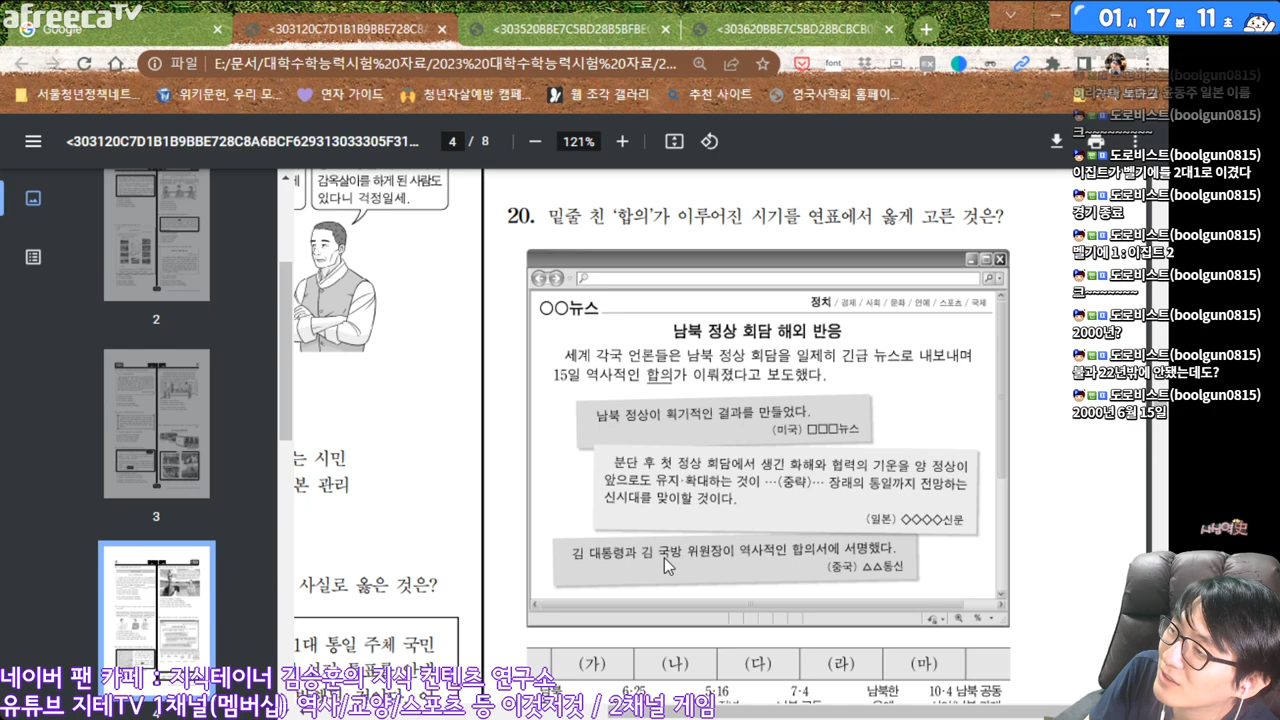 afreecaTV
Google
<303120C7D1B1B9BBE728C8A
<303520BBE7C5BD28B5BFBE
<303620BBE7C5BD28BCBCB0
01시 17분 11초
파일
E:/문서/대학수학능력시험%20자료/2023%20대학수학능력시험%20자료/2...
서울청년정책네트...
위키문헌, 우리 모...
연자 가이드
청년자살예방 캠페...
웹 조각 갤러리
추천 사이트
영국사학회 홈페이...
<303120C7D1B1B9BBE728C8A6BCF6293130333135F31...
4 / 8
121%
2
3
감옥살이를 하게 된 사람도
있다니 걱정일세.
는 시민
본 관리
사실로 옳은 것은?
1대 통일 주체 국민
20. 밑줄 친 '합의'가 이루어진 시기를 연표에서 옳게 고른 것은?
○○뉴스
정치 / 경제 / 사회 / 문화 / 연예 / 스포츠 / 국제
남북 정상 회담 해외 반응
세계 각국 언론들은 남북 정상 회담을 일제히 긴급 뉴스로 내보내며
15일 역사적인 합의가 이뤄졌다고 보도했다.
남북 정상이 획기적인 결과를 만들었다.
(미국) □□□뉴스
분단 후 첫 정상 회담에서 생긴 화해와 협력의 기운을 양 정상이
앞으로도 유지·확대하는 것이 …(중략)… 장래의 통일까지 전망하는
신시대를 맞이할 것이다.
(일본) ◇◇◇◇신문
김 대통령과 김 국방 위원장이 역사적인 합의서에 서명했다.
(중국) △△통신
(가) (나) (다) (라) (마)
6·25 5·16 7·4 남북한 10·4 남북 공동
도로비스트(boolgun0815)
윤동주 일본 이름
도로비스트(boolgun0815)
크~~~~~~~~~
도로비스트(boolgun0815)
이집트가 벨기에를 2대1로 이겼다
도로비스트(boolgun0815)
경기 종료
도로비스트(boolgun0815)
벨기에 1 : 이집트 2
도로비스트(boolgun0815)
크~~~~~~~
도로비스트(boolgun0815)
2000년?
도로비스트(boolgun0815)
불과 22년밖에 안됐는데도?
도로비스트(boolgun0815)
2000년 6월 15일
네이버 팬 카페 : 지식테이너 김승훈의 지식 컨텐츠 연구소
유튜브 지테TV 1채널(멤버십) 역사/교양/스포츠 등 이것저것 / 2채널 게임